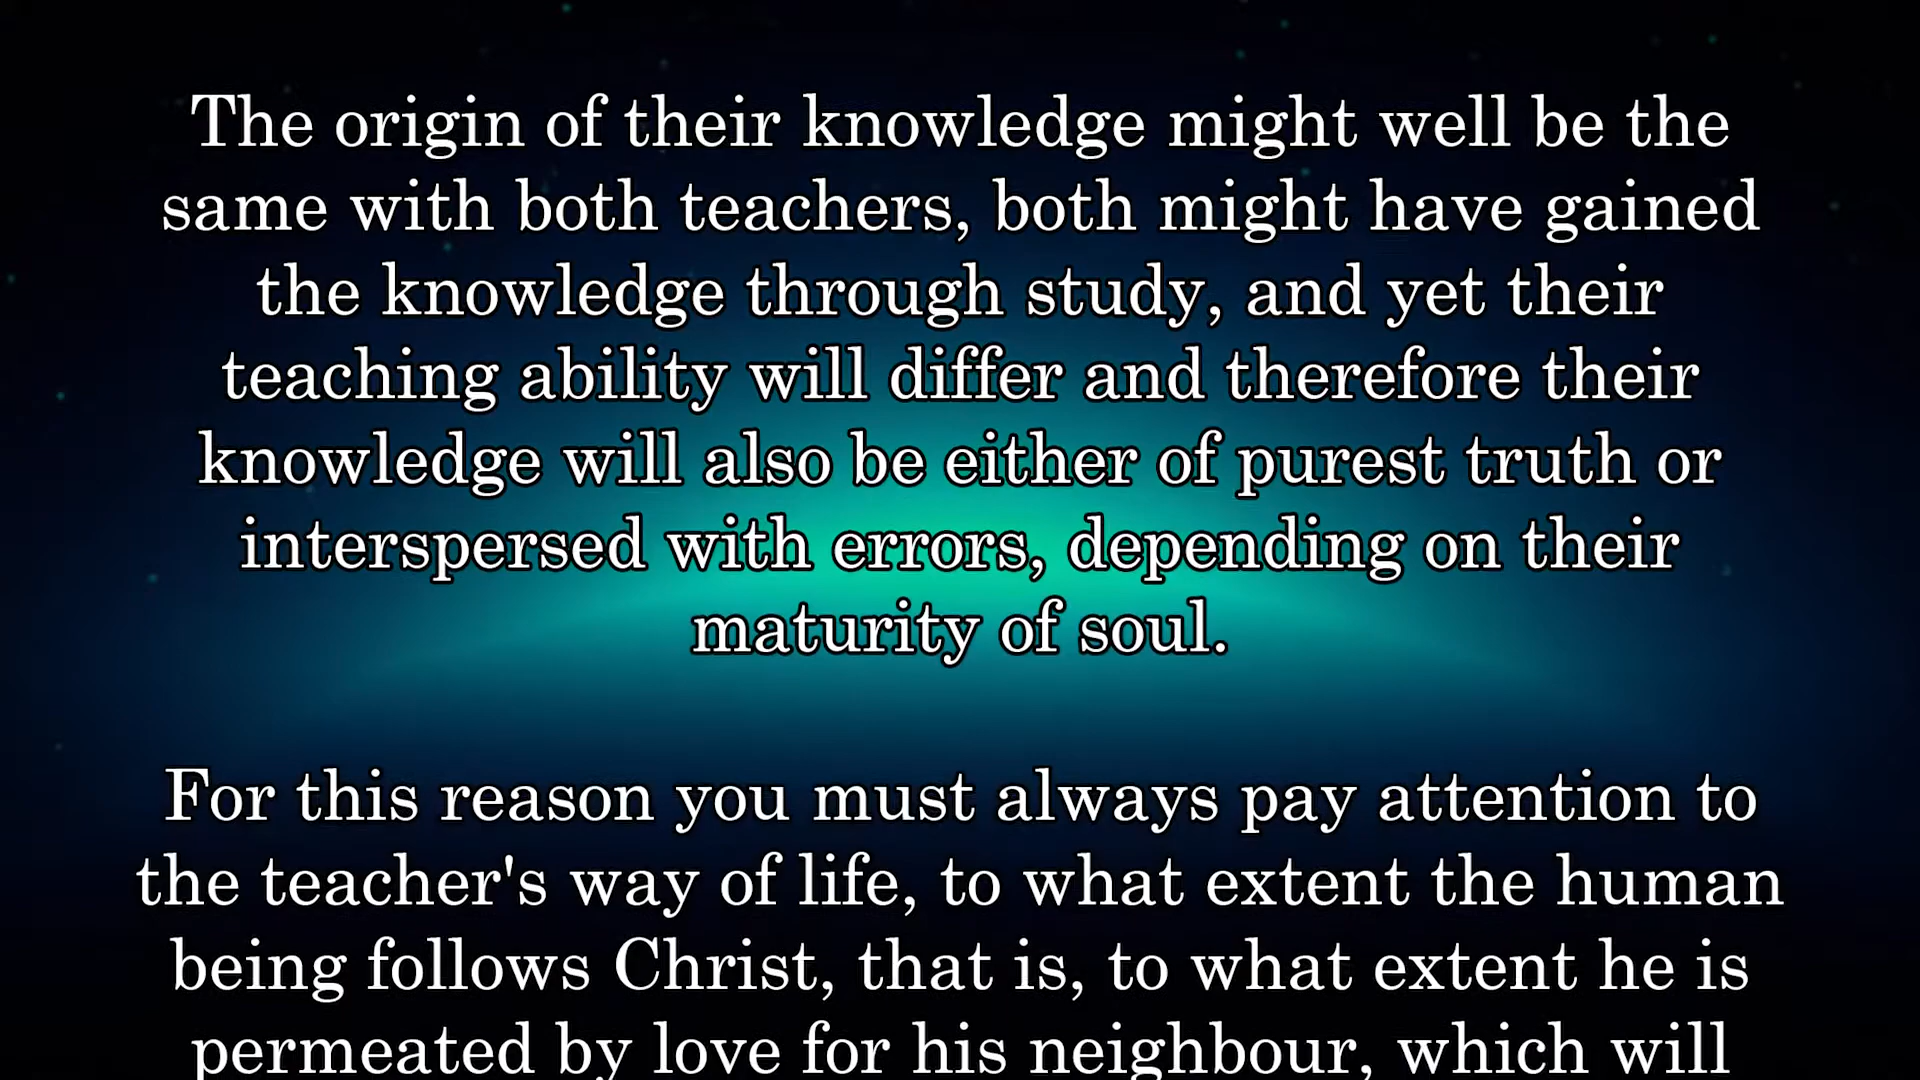 The origin of their knowledge might well be the
same with both teachers, both might have gained
the knowledge through study, and yet their
teaching ability will differ and therefore their
knowledge will also be either of purest truth or
interspersed with errors, depending on their
maturity of soul.
For this reason you must always pay attention to
the teacher's way of life, to what extent the human
being follows Christ, that is, to what extent he is
permeated by love for his neighbour, which will